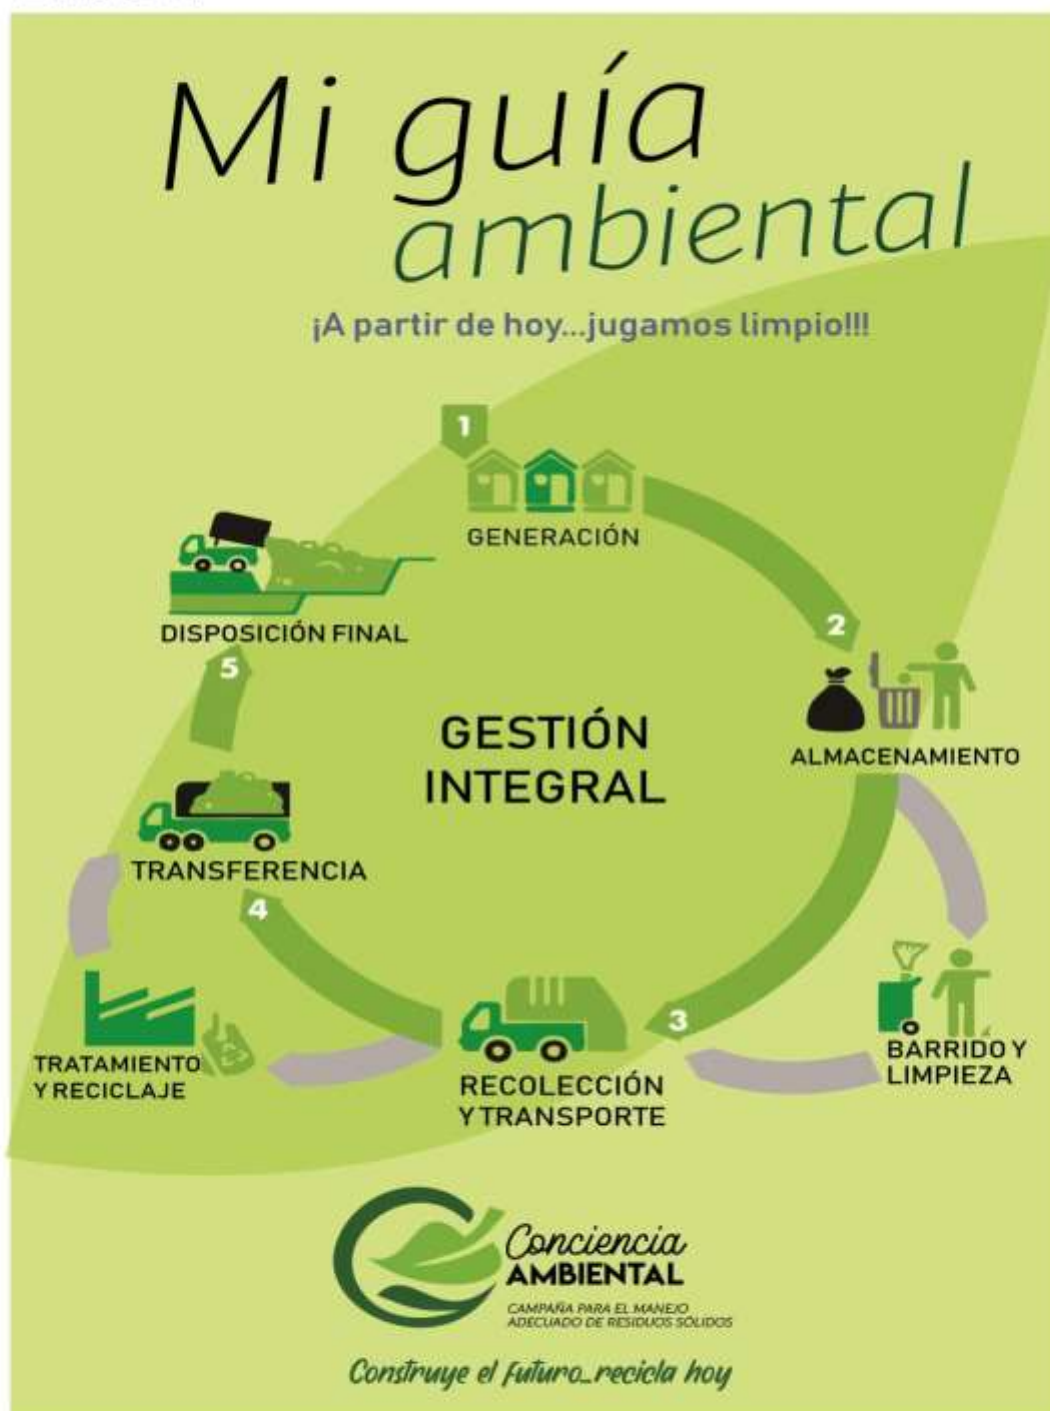 Mi guía
ambiental
¡A partir de hoy...jugamos limpio!!!
1
GENERACIÓN
2
ALMACENAMIENTO
BARRIDO Y
LIMPIEZA
3
RECOLECCIÓN
Y TRANSPORTE
TRATAMIENTO
Y RECICLAJE
4
TRANSFERENCIA
5
DISPOSICIÓN FINAL
GESTIÓN
INTEGRAL
Conciencia
AMBIENTAL
CAMPAÑA PARA EL MANEJO
ADECUADO DE RESIDUOS SÓLIDOS
Construye el futuro...recicla hoy